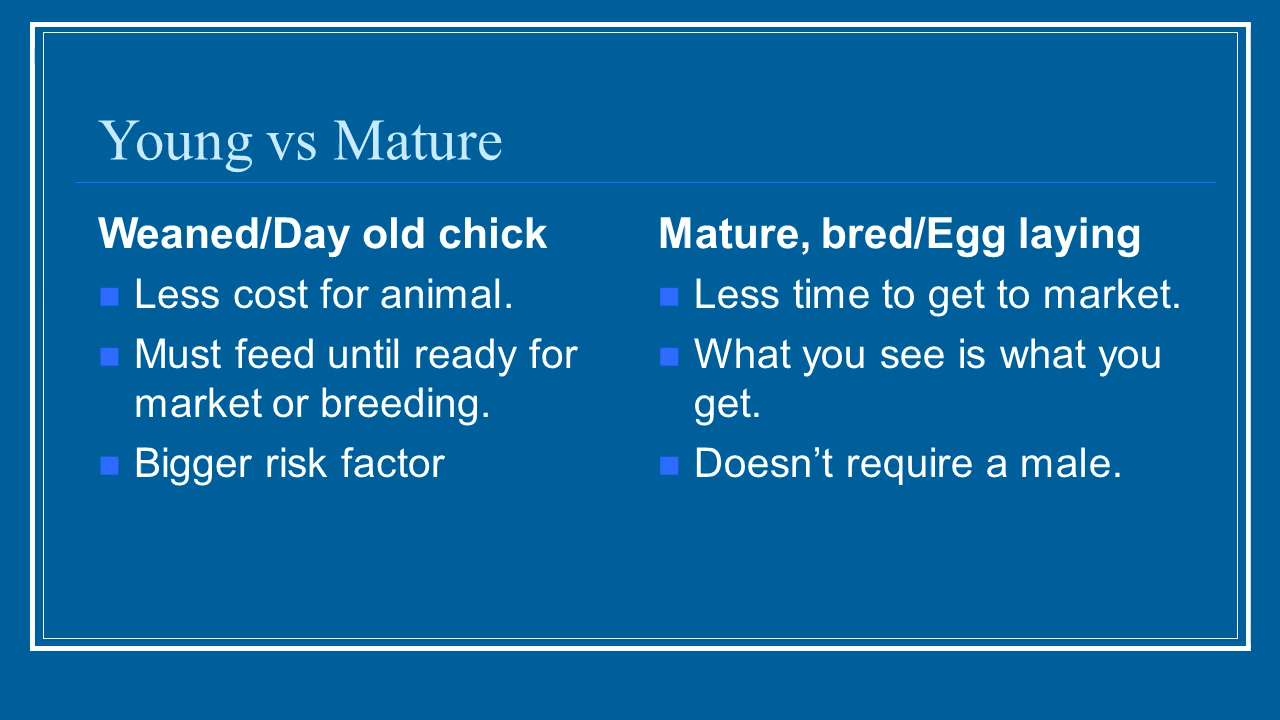 Young vs Mature
Weaned/Day old chick
Less cost for animal.
Must feed until ready for
market or breeding.
Bigger risk factor
Mature, bred/Egg laying
Less time to get to market.
What you see is what you
get.
Doesn’t require a male.